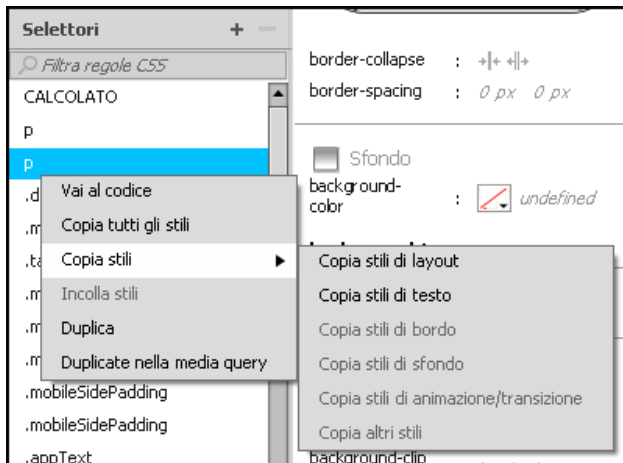 Selettori + −
Filtra regole CSS
CALCOLATO
p
p
.d
.m
.ta
.m
.m
.m
.mobileSidePadding
.mobileSidePadding
.appText
Vai al codice
Copia tutti gli stili
Copia stili
Incolla stili
Duplica
Duplicate nella media query
Copia stili di layout
Copia stili di testo
Copia stili di bordo
Copia stili di sfondo
Copia stili di animazione/transizione
Copia altri stili
border-collapse :
border-spacing : 0 px 0 px
Sfondo
background-
color : undefined
background-clip